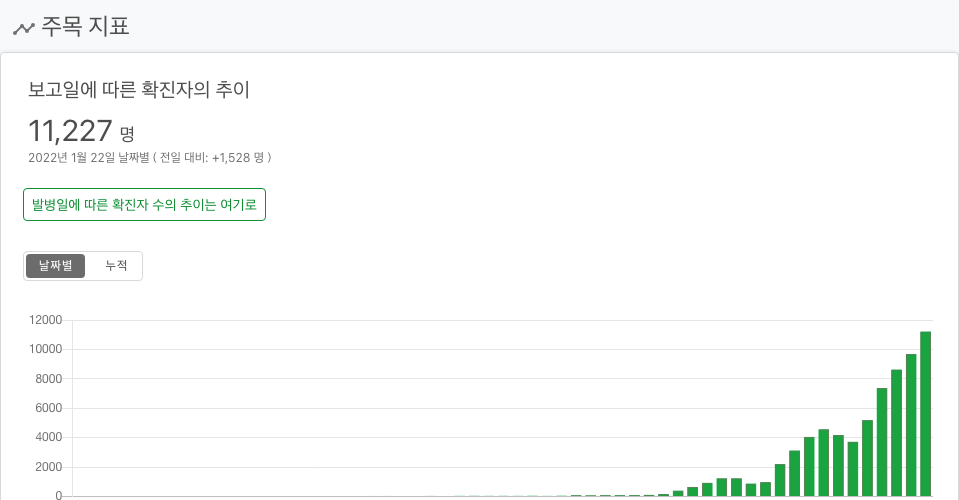 주목 지표
보고일에 따른 확진자의 추이
11,227 명
2022년 1월 22일 날짜별 ( 전일 대비: +1,528 명 )
발병일에 따른 확진자 수의 추이는 여기로
날짜별 누적
12000
10000
8000
6000
4000
2000
0